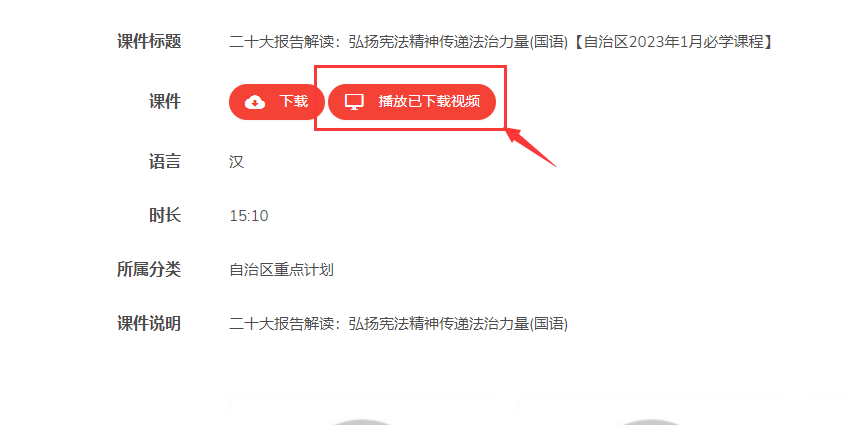 课件标题 二十大报告解读：弘扬宪法精神传递法治力量(国语)【自治区2023年1月必学课程】
课件 下载 播放已下载视频
语言 汉
时长 15:10
所属分类 自治区重点计划
课件说明 二十大报告解读：弘扬宪法精神传递法治力量(国语)